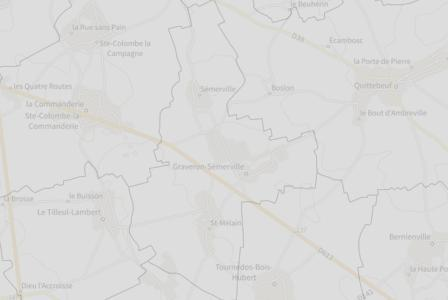 le Beuhérin
la Rue sans Pain
D39
Écambosc
Ste-Colombe la
Campagne
la Porte de Pierre
les Quatre Routes
Sémerville
Boslon
Quittebeuf
la Commanderie
Ste-Colombe-la-
Commanderie
le Bout d'Ambreville
Graveron-Sémerville
la Brosse
le Buisson
Le Tilleul-Lambert
St-Mélain
D613
Bernienville
Tournedos-Bois-
Hubert
la Haute Po
Dieu l'Accroisse